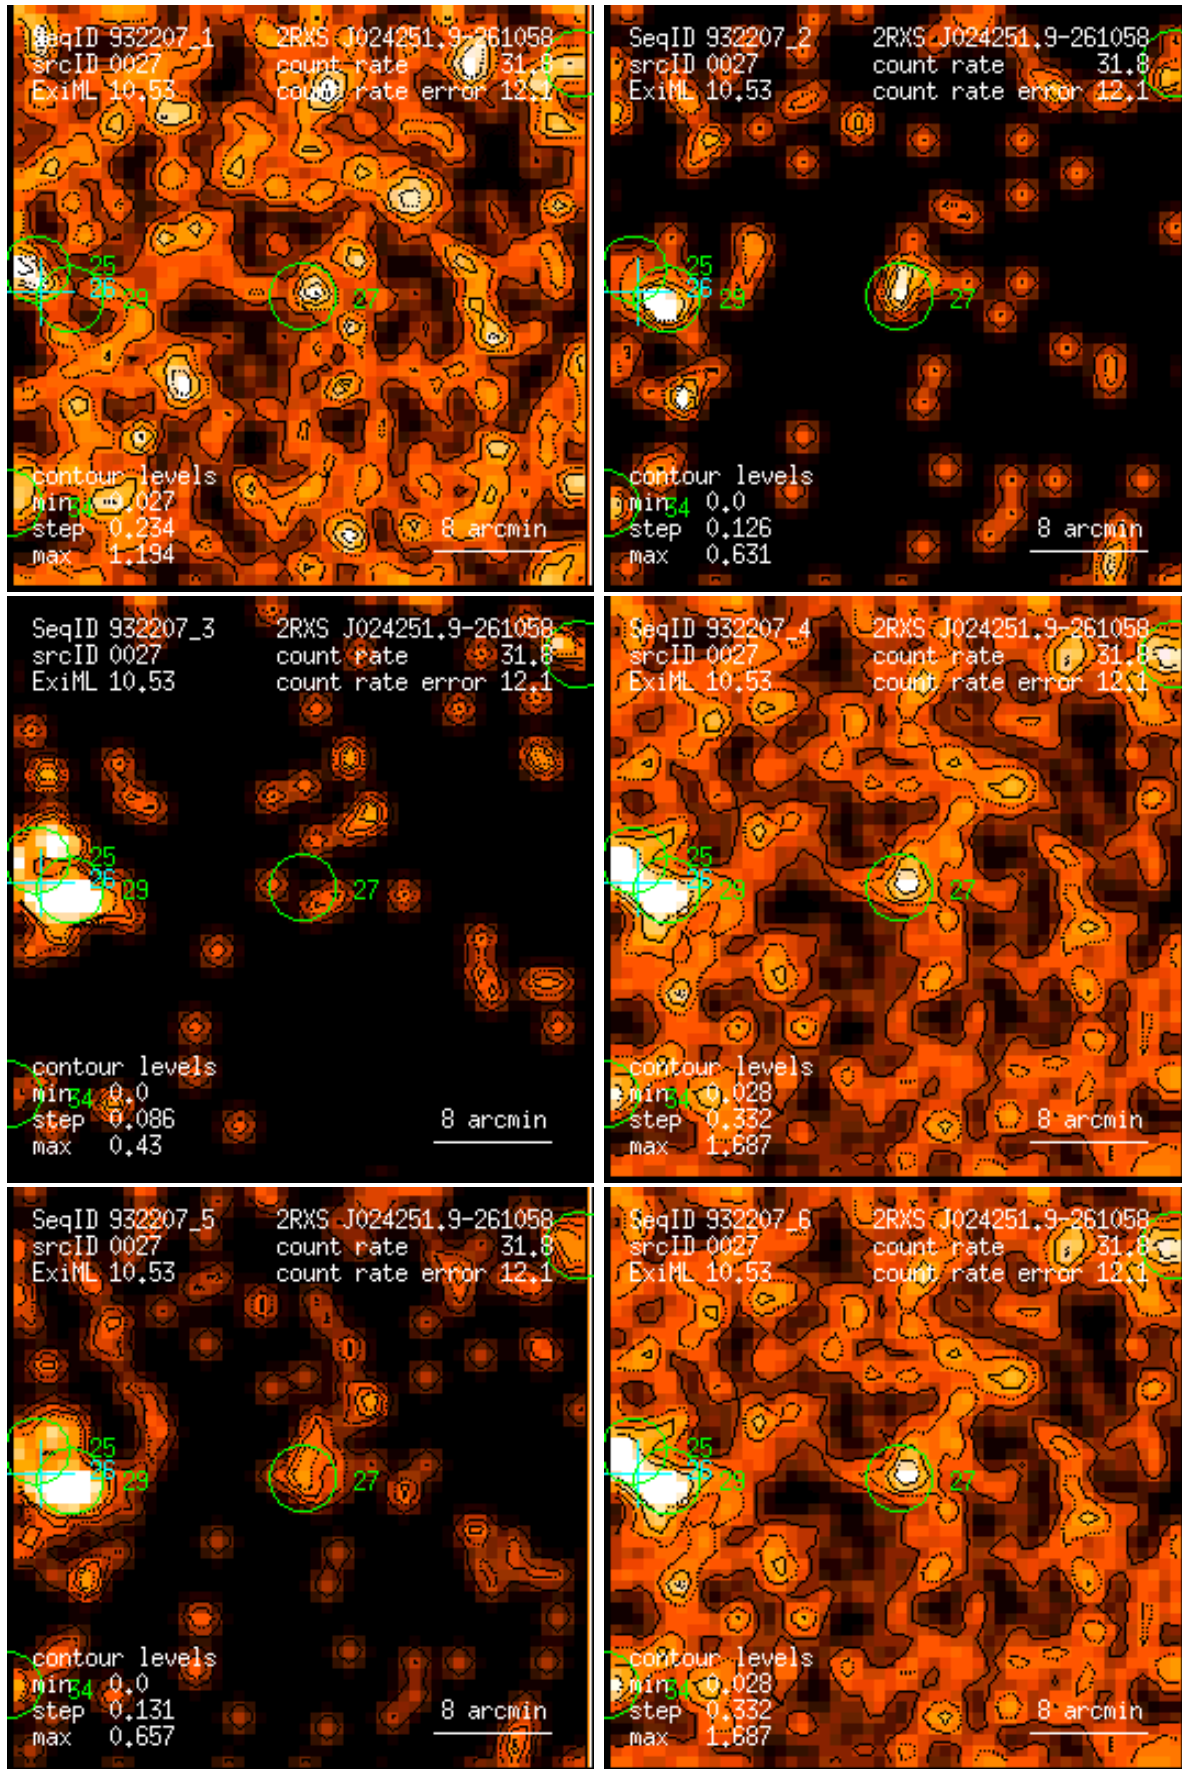 SeqID 932207_1 2RXS J024251.9-261058
srcID 0027 count rate 31.8
ExiML 10.53 count rate error 12.1
25
26 29 27
contour levels
min 0.027
34
step 0.234 8 arcmin
max 1.194
SeqID 932207_2 2RXS J024251.9-261058
srcID 0027 count rate 31.8
ExiML 10.53 count rate error 12.1
25
26 29 27
contour levels
min 0.0
34
step 0.126 8 arcmin
max 0.631
SeqID 932207_3 2RXS J024251.9-261058
srcID 0027 count rate 31.8
ExiML 10.53 count rate error 12.1
25
26 29 27
contour levels
min 0.0
34
step 0.086 8 arcmin
max 0.43
SeqID 932207_4 2RXS J024251.9-261058
srcID 0027 count rate 31.8
ExiML 10.53 count rate error 12.1
25
26 29 27
contour levels
min 0.028
34
step 0.332 8 arcmin
max 1.687
SeqID 932207_5 2RXS J024251.9-261058
srcID 0027 count rate 31.8
ExiML 10.53 count rate error 12.1
25
26 29 27
contour levels
min 0.0
34
step 0.131 8 arcmin
max 0.657
SeqID 932207_6 2RXS J024251.9-261058
srcID 0027 count rate 31.8
ExiML 10.53 count rate error 12.1
25
26 29 27
contour levels
min 0.028
34
step 0.332 8 arcmin
max 1.687